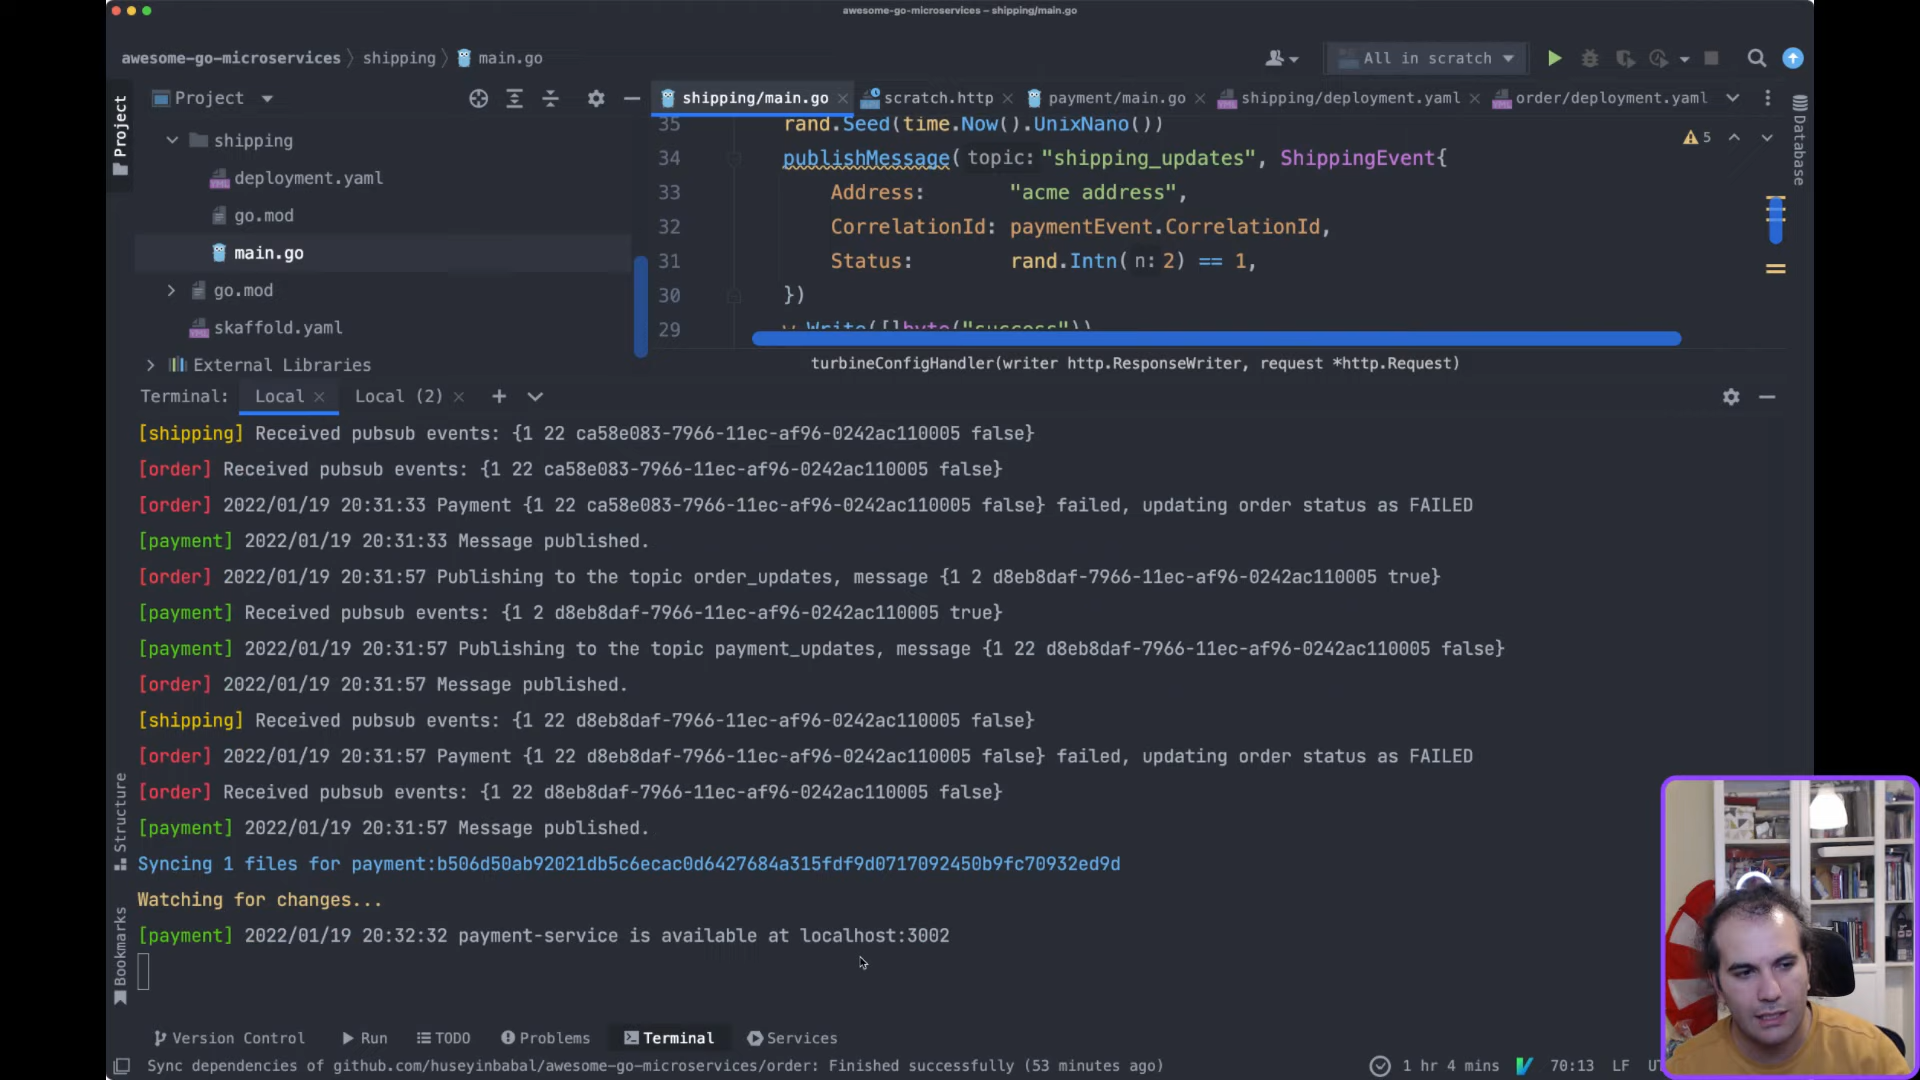 awesome-go-microservices – shipping/main.go
awesome-go-microservices 〉 shipping 〉 main.go
All in scratch
Project
Project
shipping/main.go
scratch.http
payment/main.go
shipping/deployment.yaml
order/deployment.yaml
Database
shipping
deployment.yaml
go.mod
main.go
go.mod
skaffold.yaml
External Libraries
35 rand.Seed(time.Now().UnixNano())
34 publishMessage( topic: "shipping_updates", ShippingEvent{
33 Address: "acme address",
32 CorrelationId: paymentEvent.CorrelationId,
31 Status: rand.Intn( n: 2) == 1,
30 })
29
5
turbineConfigHandler(writer http.ResponseWriter, request *http.Request)
Terminal: Local Local (2)
[shipping] Received pubsub events: {1 22 ca58e083-7966-11ec-af96-0242ac110005 false}
[order] Received pubsub events: {1 22 ca58e083-7966-11ec-af96-0242ac110005 false}
[order] 2022/01/19 20:31:33 Payment {1 22 ca58e083-7966-11ec-af96-0242ac110005 false} failed, updating order status as FAILED
[payment] 2022/01/19 20:31:33 Message published.
[order] 2022/01/19 20:31:57 Publishing to the topic order_updates, message {1 2 d8eb8daf-7966-11ec-af96-0242ac110005 true}
[payment] Received pubsub events: {1 2 d8eb8daf-7966-11ec-af96-0242ac110005 true}
[payment] 2022/01/19 20:31:57 Publishing to the topic payment_updates, message {1 22 d8eb8daf-7966-11ec-af96-0242ac110005 false}
[order] 2022/01/19 20:31:57 Message published.
[shipping] Received pubsub events: {1 22 d8eb8daf-7966-11ec-af96-0242ac110005 false}
[order] 2022/01/19 20:31:57 Payment {1 22 d8eb8daf-7966-11ec-af96-0242ac110005 false} failed, updating order status as FAILED
[order] Received pubsub events: {1 22 d8eb8daf-7966-11ec-af96-0242ac110005 false}
[payment] 2022/01/19 20:31:57 Message published.
Syncing 1 files for payment:b506d50ab92021db5c6ecac0d6427684a315fdf9d0717092450b9fc70932ed9d
Watching for changes...
[payment] 2022/01/19 20:32:32 payment-service is available at localhost:3002
Structure
Bookmarks
Version Control Run TODO Problems Terminal Services
Sync dependencies of github.com/huseyinbabal/awesome-go-microservices/order: Finished successfully (53 minutes ago)
1 hr 4 mins 70:13 LF